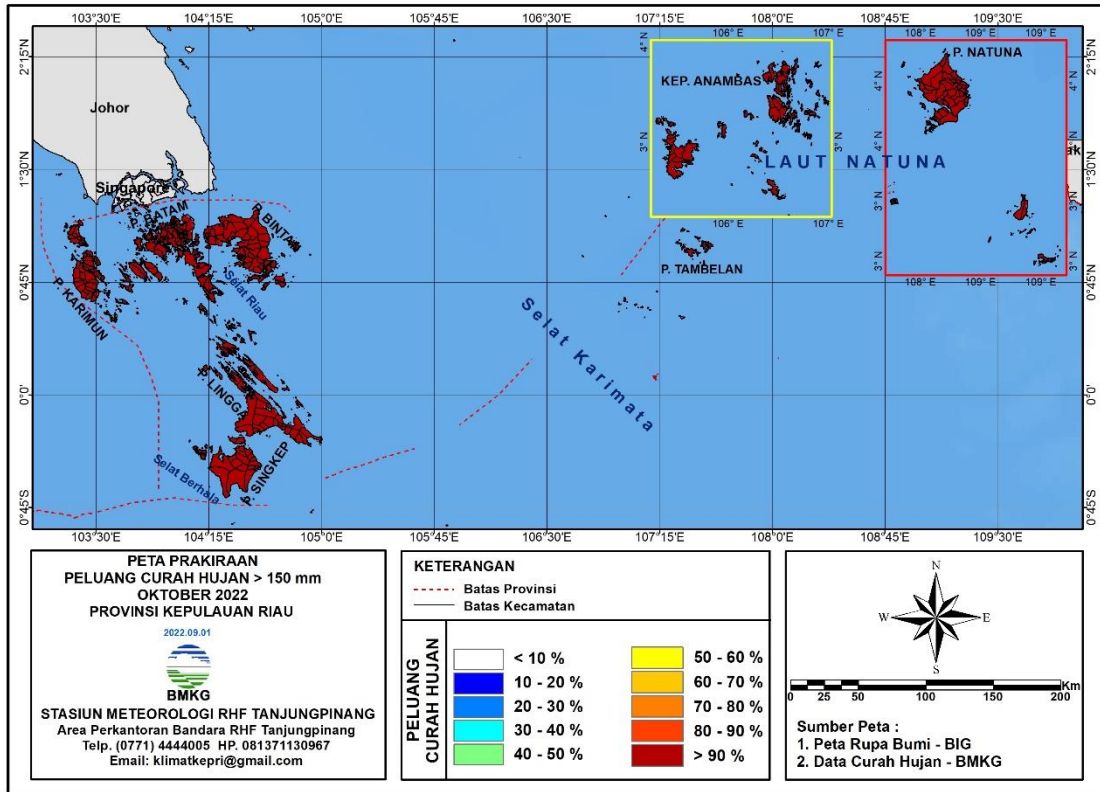 103°30'E 104°15'E 105°0'E 105°45'E 106°30'E 107°15'E 108°0'E 108°45'E 109°30'E
106° E 107° E
108° E 109° E 109° E
2°15'N 1°30'N 0°45'N 0°0' 0°45'S
4° N 3° N
3° N
4° N 4° N 3° N 3° N
4° N 4° N 3° N 3° N
2°15'N 1°30'N 0°45'N 0°0' 0°45'S
Johor
Singapore
P. BATAM
P. BINTAN
P. KARIMUN
Selat Riau
P. LINGGA
P. SINGKEP
Selat Berhala
Selat Karimata
KEP. ANAMBAS
P. NATUNA
LAUT NATUNA
ak
P. TAMBELAN
106° E 107° E
108° E 109° E 109° E
103°30'E 104°15'E 105°0'E 105°45'E 106°30'E 107°15'E 108°0'E 108°45'E 109°30'E
PETA PRAKIRAAN
PELUANG CURAH HUJAN > 150 mm
OKTOBER 2022
PROVINSI KEPULAUAN RIAU
2022.09.01
BMKG
STASIUN METEOROLOGI RHF TANJUNGPINANG
Area Perkantoran Bandara RHF Tanjungpinang
Telp. (0771) 4444005 HP. 081371130967
Email: klimatkepri@gmail.com
KETERANGAN
Batas Provinsi
Batas Kecamatan
PELUANG
CURAH HUJAN
< 10 %
10 - 20 %
20 - 30 %
30 - 40 %
40 - 50 %
50 - 60 %
60 - 70 %
70 - 80 %
80 - 90 %
> 90 %
N
W E
S
Km
0 25 50 100 150 200
Sumber Peta :
1. Peta Rupa Bumi - BIG
2. Data Curah Hujan - BMKG